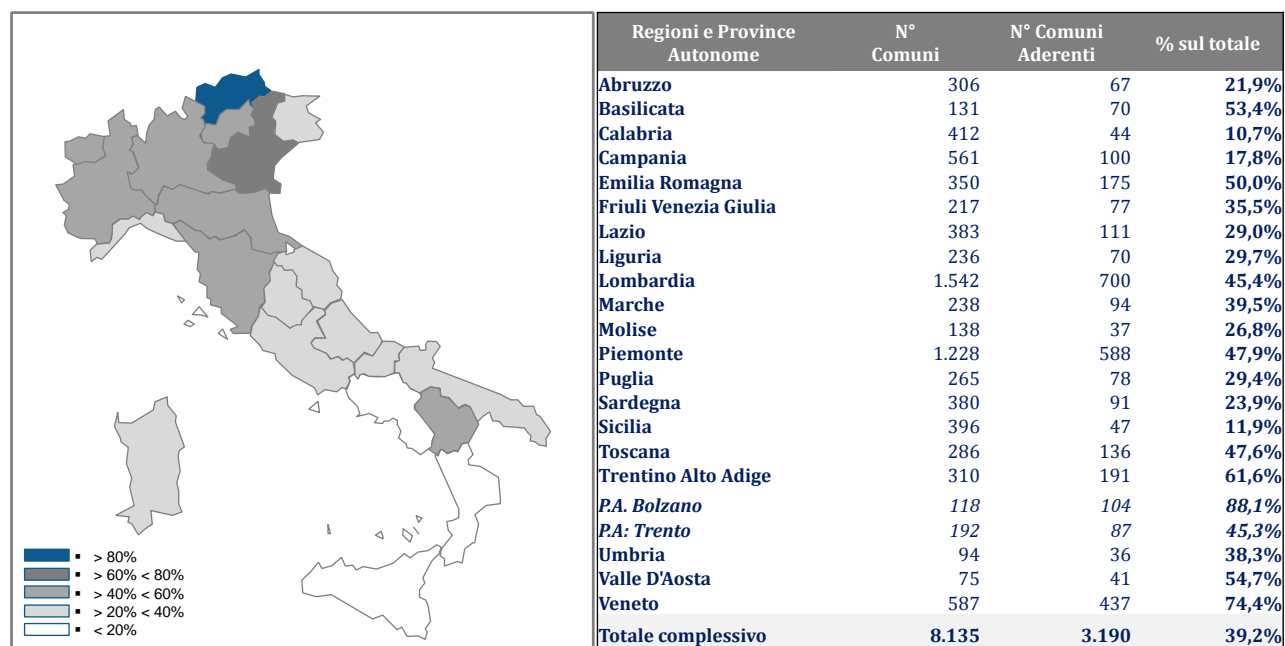 > 80%
> 60% < 80%
> 40% < 60%
> 20% < 40%
< 20%
Regioni e Province Autonome N° Comuni N° Comuni Aderenti % sul totale
Abruzzo 306 67 21,9%
Basilicata 131 70 53,4%
Calabria 412 44 10,7%
Campania 561 100 17,8%
Emilia Romagna 350 175 50,0%
Friuli Venezia Giulia 217 77 35,5%
Lazio 383 111 29,0%
Liguria 236 70 29,7%
Lombardia 1.542 700 45,4%
Marche 238 94 39,5%
Molise 138 37 26,8%
Piemonte 1.228 588 47,9%
Puglia 265 78 29,4%
Sardegna 380 91 23,9%
Sicilia 396 47 11,9%
Toscana 286 136 47,6%
Trentino Alto Adige 310 191 61,6%
P.A. Bolzano 118 104 88,1%
P.A: Trento 192 87 45,3%
Umbria 94 36 38,3%
Valle D'Aosta 75 41 54,7%
Veneto 587 437 74,4%
Totale complessivo 8.135 3.190 39,2%